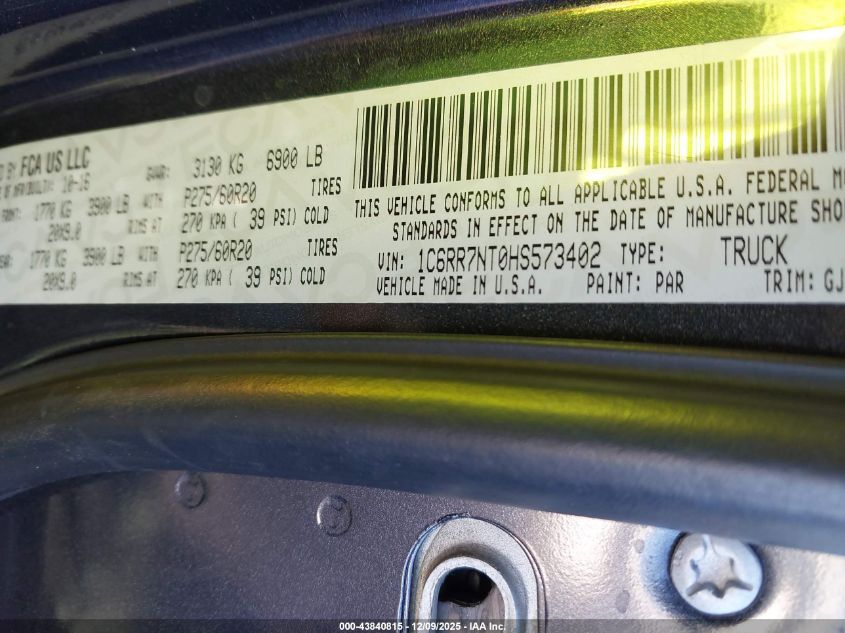 D BY FCA US LLC
GVWR: 3130 KG 6900 LB
OF MFR/BUILT: 10-16
FRONT: 1770 KG 3900 LB WITH P275/60R20 TIRES
20X9.0 RIMS AT 270 KPA ( 39 PSI) COLD
1770 KG 3900 LB WITH P275/60R20 TIRES
20X9.0 RIMS AT 270 KPA ( 39 PSI) COLD
THIS VEHICLE CONFORMS TO ALL APPLICABLE U.S.A. FEDERAL MO
STANDARDS IN EFFECT ON THE DATE OF MANUFACTURE SHO
VIN: 1C6RR7NT0HS573402 TYPE: TRUCK
VEHICLE MADE IN U.S.A. PAINT: PAR TRIM: GJ
000-43840815 - 12/09/2025 - IAA Inc.